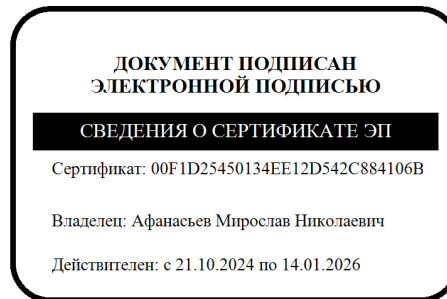 ДОКУМЕНТ ПОДПИСАН
ЭЛЕКТРОННОЙ ПОДПИСЬЮ
СВЕДЕНИЯ О СЕРТИФИКАТЕ ЭП
Сертификат: 00F1D25450134EE12D542C884106B
Владелец: Афанасьев Мирослав Николаевич
Действителен: с 21.10.2024 по 14.01.2026